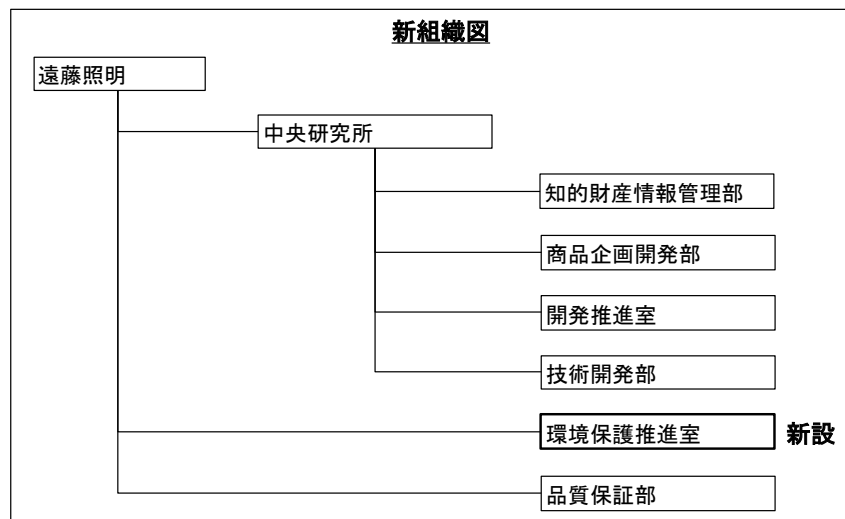 新組織図
遠藤照明
中央研究所
知的財産情報管理部
商品企画開発部
開発推進室
技術開発部
環境保護推進室 新設
品質保証部